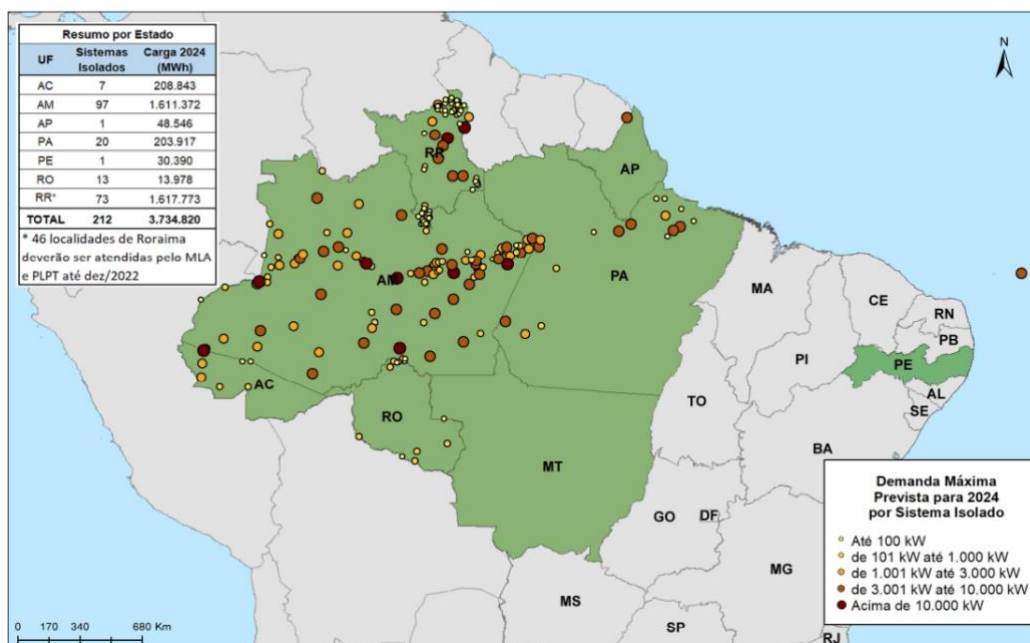 Resumo por Estado
UF Sistemas Isolados Carga 2024 (MWh)
AC 7 208.843
AM 97 1.611.372
AP 1 48.546
PA 20 203.917
PE 1 30.390
RO 13 13.978
RR* 73 1.617.773
TOTAL 212 3.734.820
* 46 localidades de Roraima
deverão ser atendidas pelo MLA
e PLPT até dez/2022
N
RR
AP
AM
PA
MA
CE
RN
PB
PE
PI
AL
SE
AC
TO
RO
BA
MT
GO
DF
MG
MS
SP
RJ
Demanda Máxima
Prevista para 2024
por Sistema Isolado
Até 100 kW
de 101 kW até 1.000 kW
de 1.001 kW até 3.000 kW
de 3.001 kW até 10.000 kW
Acima de 10.000 kW
0 170 340 680 Km